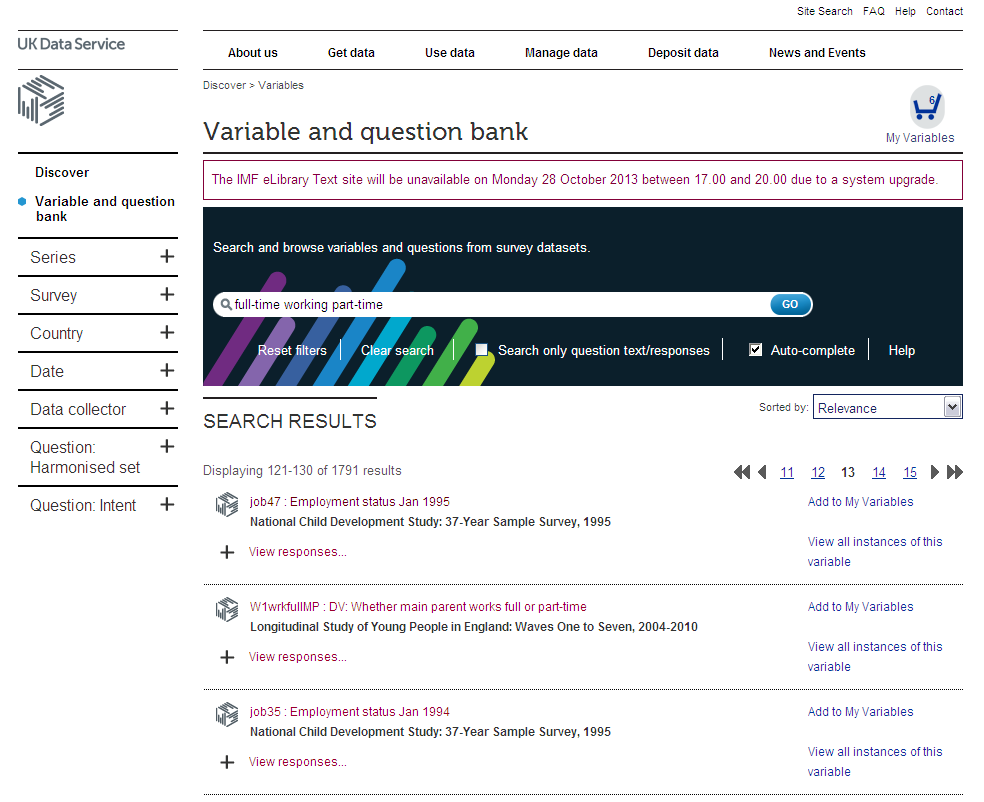 Site Search FAQ Help Contact
UK Data Service
About us Get data Use data Manage data Deposit data News and Events
Discover > Variables
6
My Variables
Variable and question bank
Discover
Variable and question
bank
Series
Survey
Country
Date
Data collector
Question:
Harmonised set
Question: Intent
The IMF eLibrary Text site will be unavailable on Monday 28 October 2013 between 17.00 and 20.00 due to a system upgrade.
Search and browse variables and questions from survey datasets.
full-time working part-time
GO
Reset filters Clear search Search only question text/responses Auto-complete Help
Sorted by: Relevance
SEARCH RESULTS
Displaying 121-130 of 1791 results
11 12 13 14 15
job47 : Employment status Jan 1995
National Child Development Study: 37-Year Sample Survey, 1995
View responses...
Add to My Variables
View all instances of this
variable
W1wrkfullMP : DV: Whether main parent works full or part-time
Longitudinal Study of Young People in England: Waves One to Seven, 2004-2010
View responses...
Add to My Variables
View all instances of this
variable
job35 : Employment status Jan 1994
National Child Development Study: 37-Year Sample Survey, 1995
View responses...
Add to My Variables
View all instances of this
variable